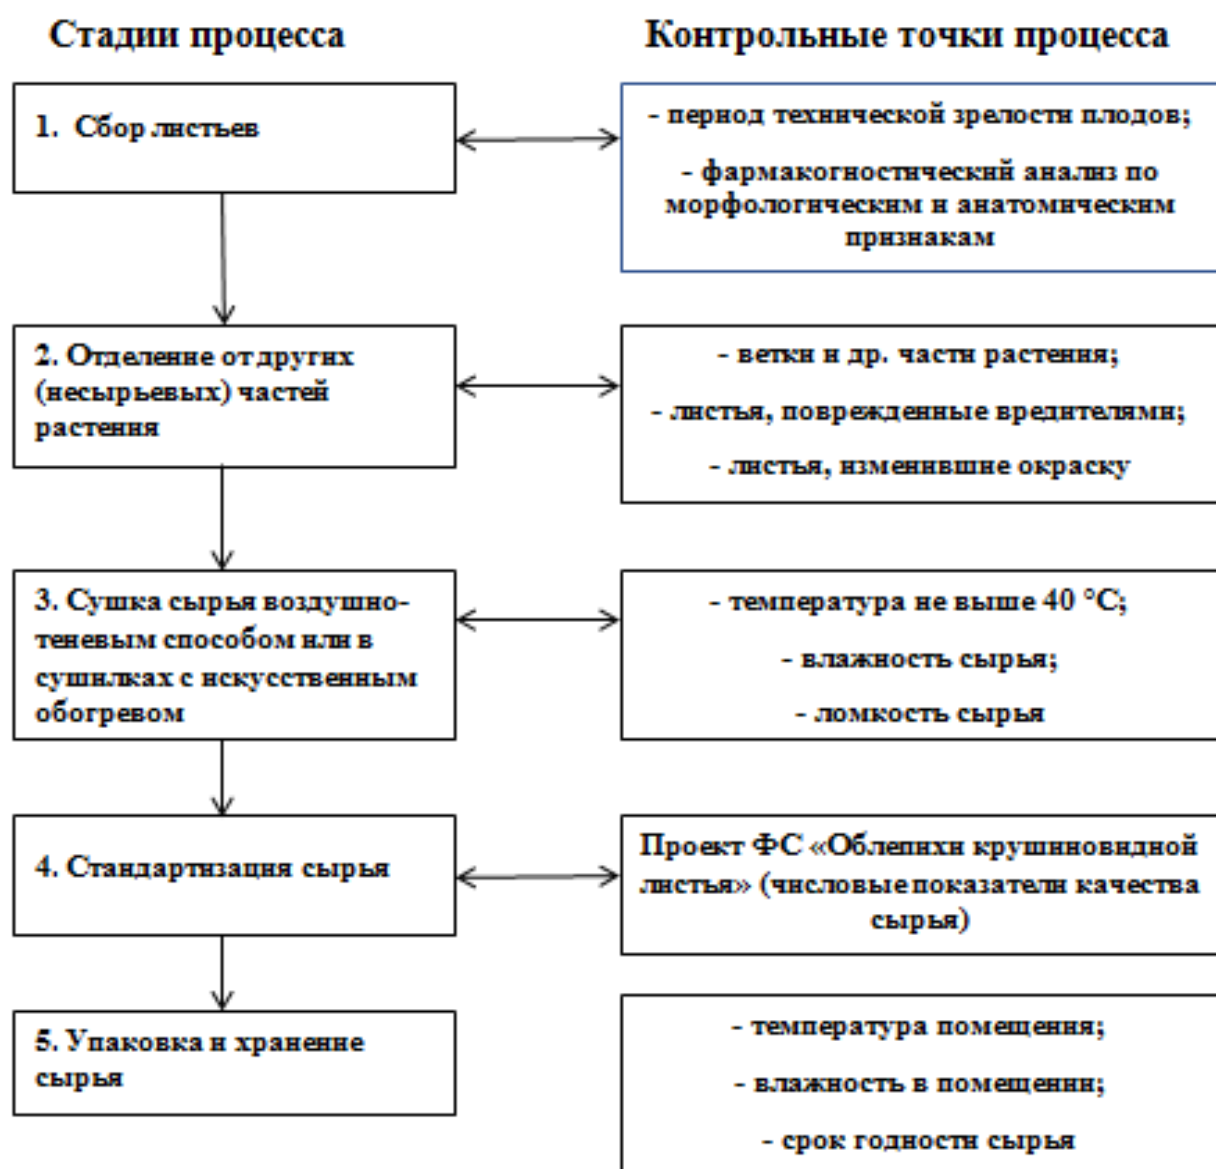 Стадии процесса
Контрольные точки процесса
1. Сбор листьев
- период технической зрелости плодов;
- фармакогностический анализ по
морфологическим и анатомическим
признакам
2. Отделение от других
(несырьевых) частей
растения
- ветки и др. части растения;
- листья, поврежденные вредителями;
- листья, изменившие окраску
3. Сушка сырья воздушно-
теневым способом или в
сушилках с искусственным
обогревом
- температура не выше 40 °С;
- влажность сырья;
- ломкость сырья
4. Стандартизация сырья
Проект ФС «Облепихи крушиновидной
листья» (числовые показатели качества
сырья)
5. Упаковка и хранение
сырья
- температура помещения;
- влажность в помещении;
- срок годности сырья